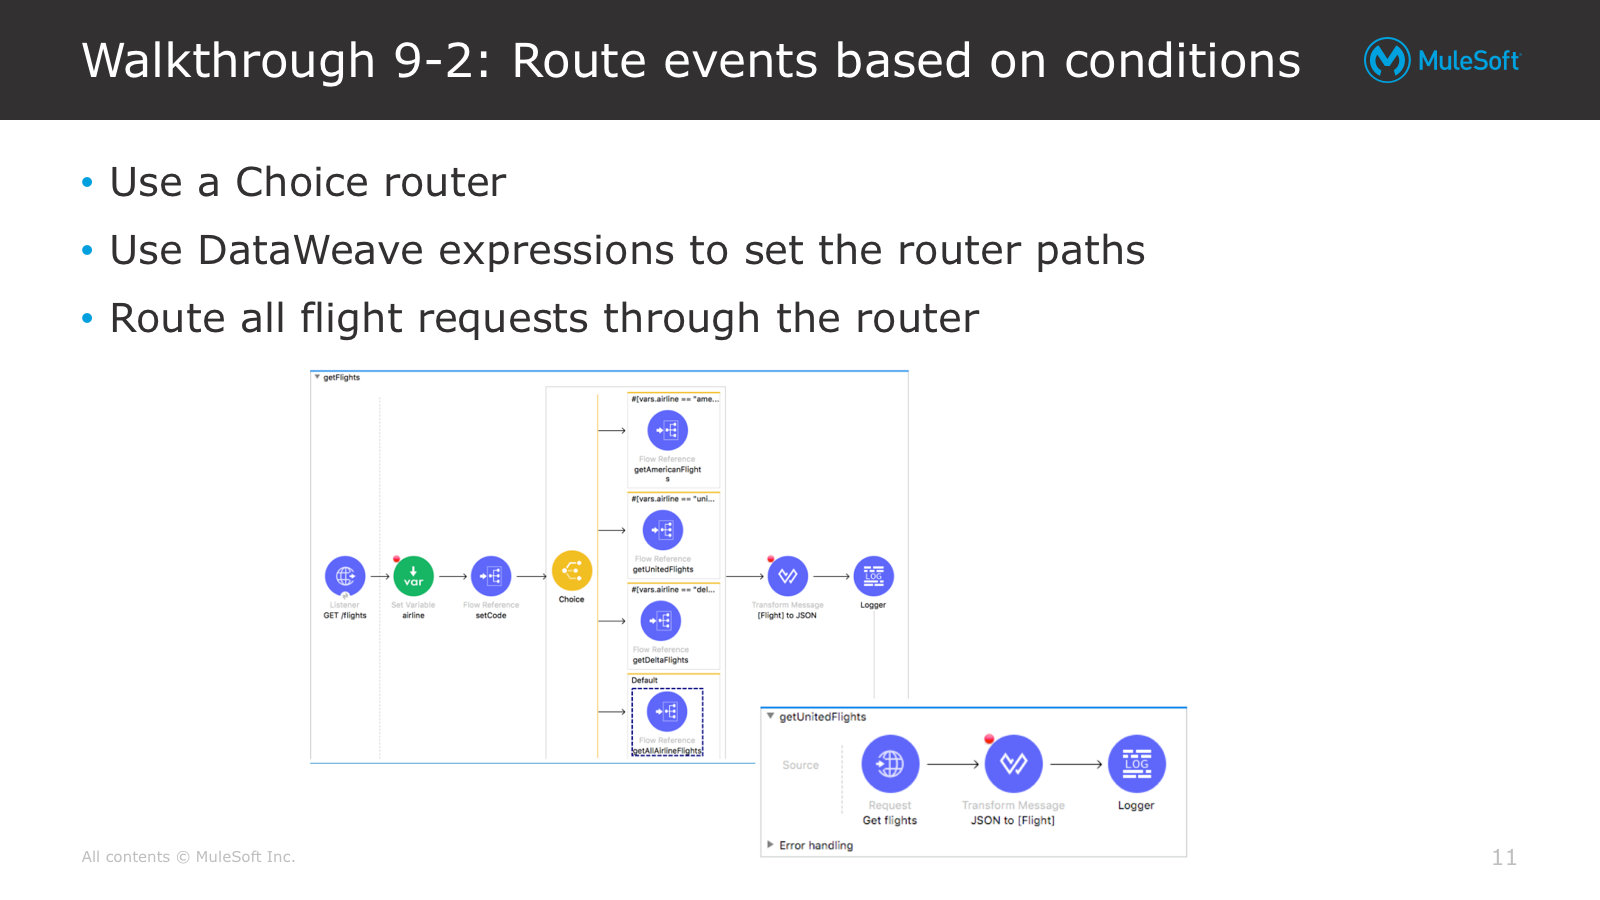 Walkthrough 9-2: Route events based on conditions
MuleSoft
• Use a Choice router
• Use DataWeave expressions to set the router paths
• Route all flight requests through the router
getFlights
#[vars.airline == "ame...
Flow Reference
getAmericanFlight
s
#[vars.airline == "uni...
Flow Reference
getUnitedFlights
#[vars.airline == "del...
Flow Reference
getDeltaFlights
Default
Flow Reference
getAllAirlineFlights
Listener
GET /flights
var
Set Variable
airline
Flow Reference
setCode
Choice
Transform Message
[Flight] to JSON
LOG
Logger
getUnitedFlights
Source
Request
Get flights
Transform Message
JSON to [Flight]
LOG
Logger
Error handling
All contents © MuleSoft Inc.
11